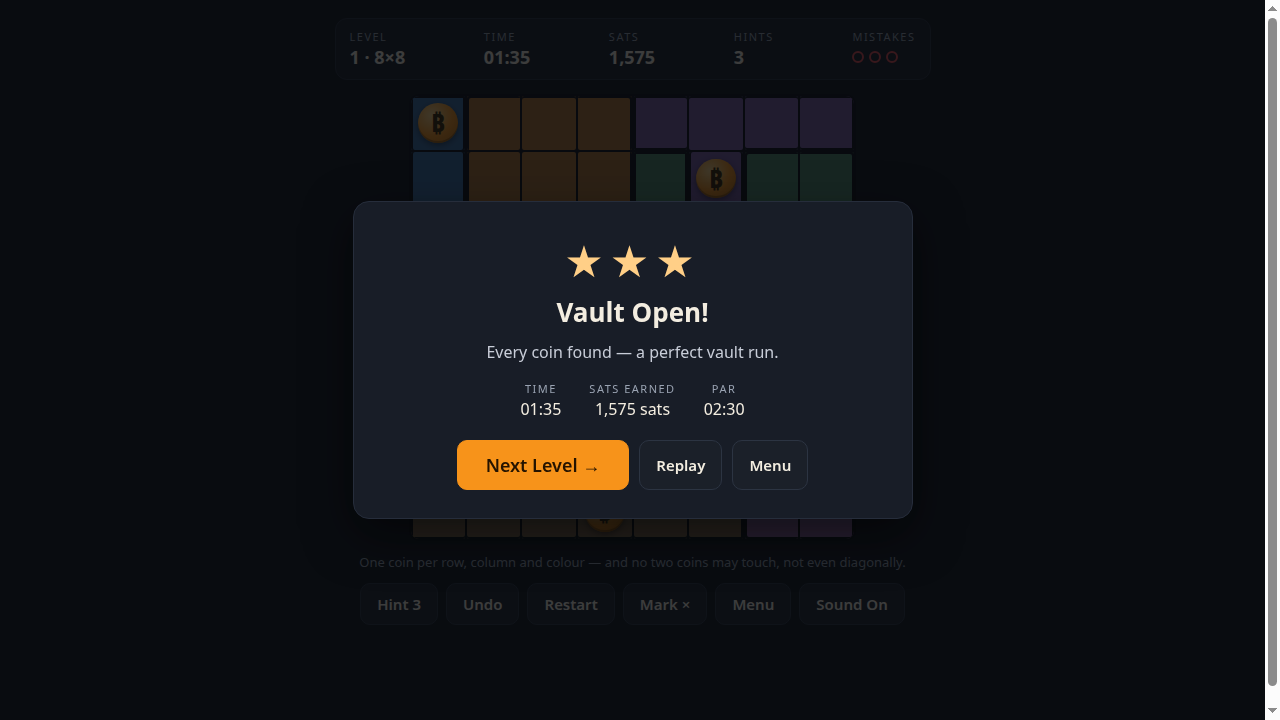 LEVEL TIME SATS HINTS MISTAKES
1 · 8×8 01:35 1,575 3
★★★
Vault Open!
Every coin found — a perfect vault run.
TIME SATS EARNED PAR
01:35 1,575 sats 02:30
Next Level → Replay Menu
One coin per row, column and colour — and no two coins may touch, not even diagonally.
Hint 3 Undo Restart Mark × Menu Sound On